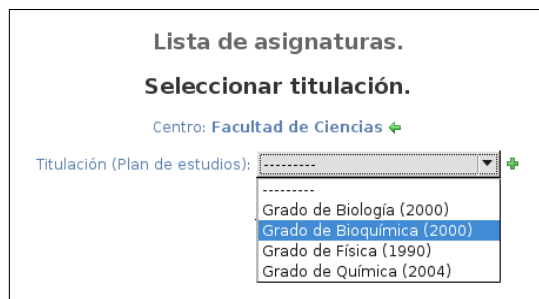 Lista de asignaturas.
Seleccionar titulación.
Centro: Facultad de Ciencias
Titulación (Plan de estudios): ---------
---------
Grado de Biología (2000)
Grado de Bioquímica (2000)
Grado de Física (1990)
Grado de Química (2004)